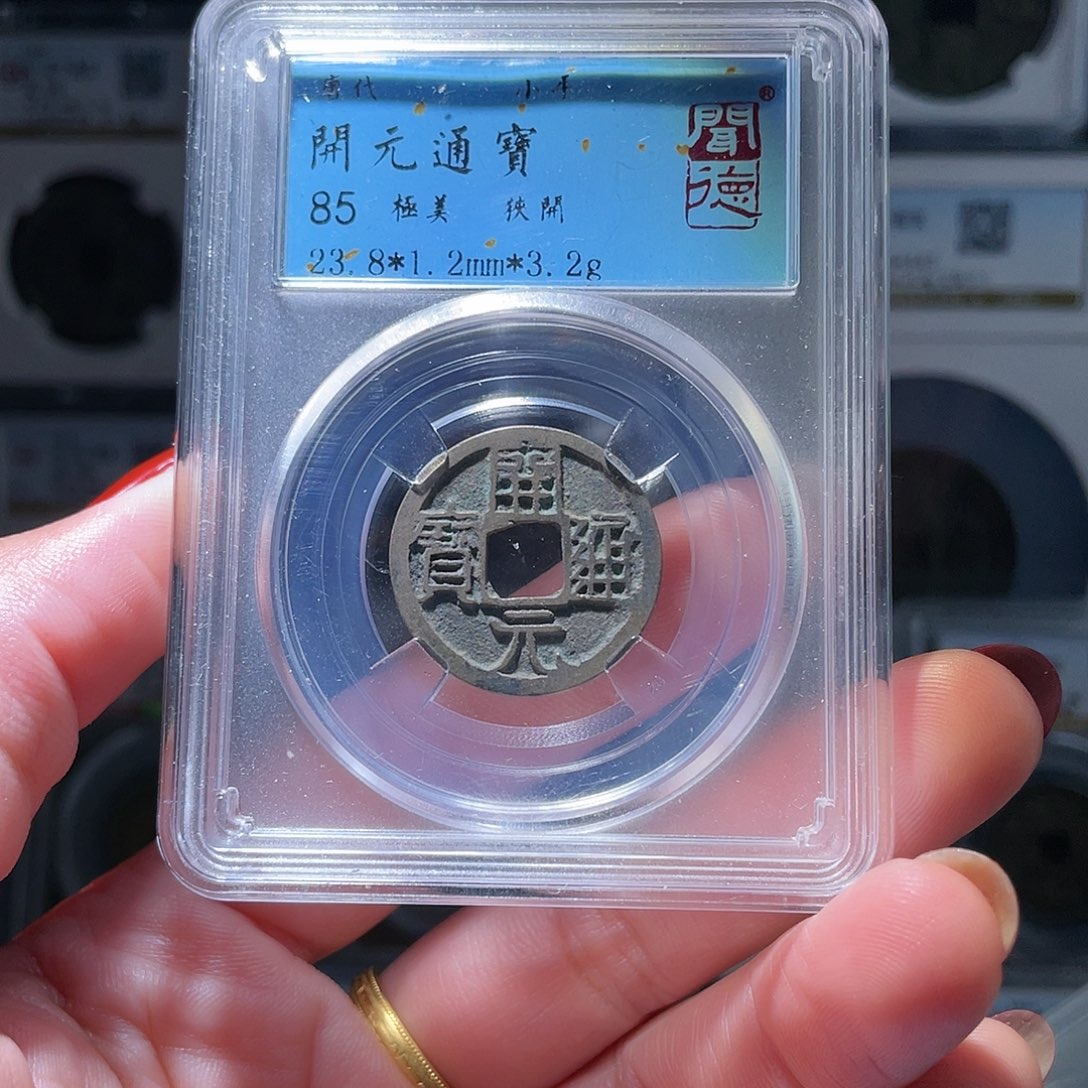 唐代 小平
開元通寶
85 極美 狹開
23.8*1.2mm*3.2g
聞德
®
開元通寶